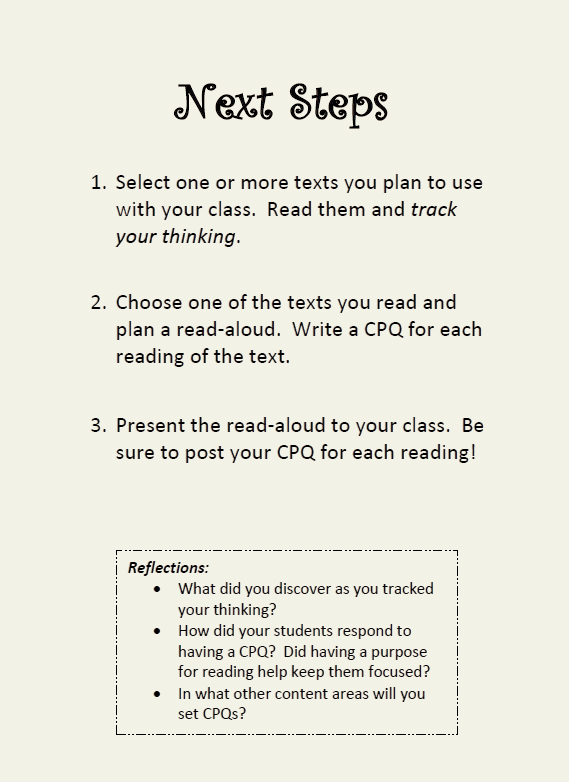 Next Steps
1. Select one or more texts you plan to use
with your class.  Read them and track
your thinking.
2. Choose one of the texts you read and
plan a read-aloud.  Write a CPQ for each
reading of the text.
3. Present the read-aloud to your class.  Be
sure to post your CPQ for each reading!
Reflections:
• What did you discover as you tracked
your thinking?
• How did your students respond to
having a CPQ?  Did having a purpose
for reading help keep them focused?
• In what other content areas will you
set CPQs?